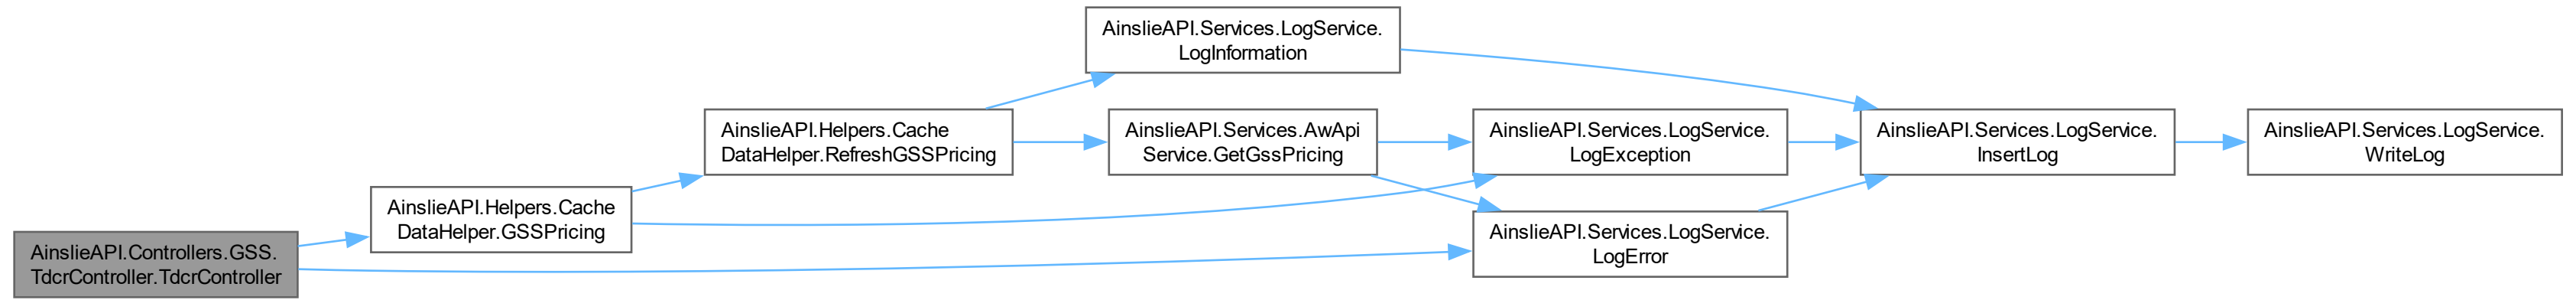 AinslieAPI.Controllers.GSS.
TdcrController.TdcrController
AinslieAPI.Helpers.Cache
DataHelper.GSSPricing
AinslieAPI.Helpers.Cache
DataHelper.RefreshGSSPricing
AinslieAPI.Services.LogService.
LogInformation
AinslieAPI.Services.AwApi
Service.GetGssPricing
AinslieAPI.Services.LogService.
LogException
AinslieAPI.Services.LogService.
LogError
AinslieAPI.Services.LogService.
InsertLog
AinslieAPI.Services.LogService.
WriteLog